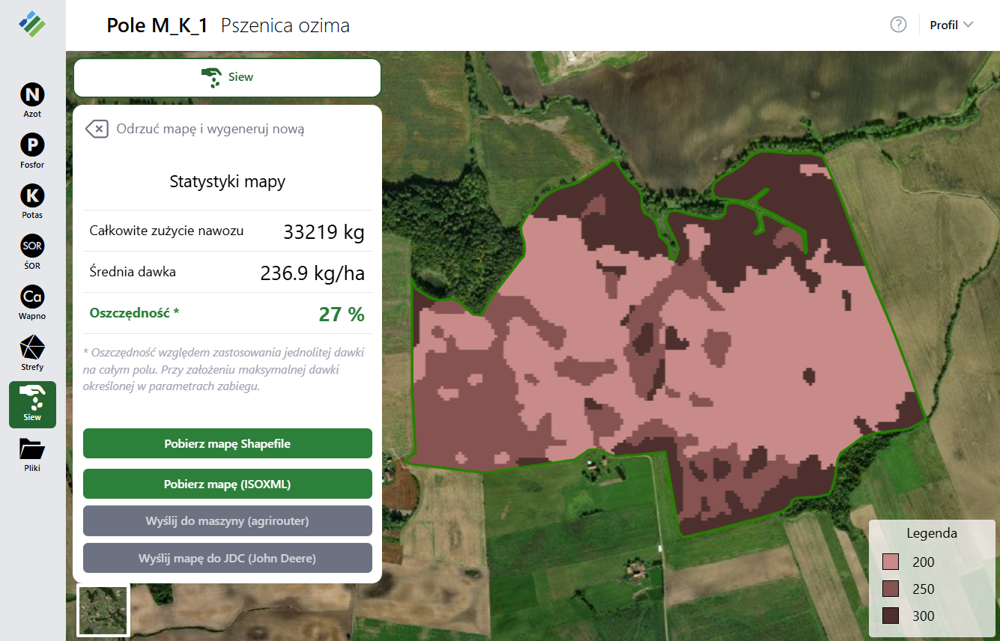 Pole M_K_1 Pszenica ozima
Profil
N
Azot
P
Fosfor
K
Potas
ŚOR
ŚOR
Ca
Wapno
Strefy
Siew
Pliki
Siew
Odrzuć mapę i wygeneruj nową
Statystyki mapy
Całkowite zużycie nawozu 33219 kg
Średnia dawka 236.9 kg/ha
Oszczędność * 27 %
* Oszczędność względem zastosowania jednolitej dawki
na całym polu. Przy założeniu maksymalnej dawki
określonej w parametrach zabiegu.
Pobierz mapę Shapefile
Pobierz mapę (ISOXML)
Wyślij do maszyny (agrirouter)
Wyślij mapę do JDC (John Deere)
Legenda
200
250
300